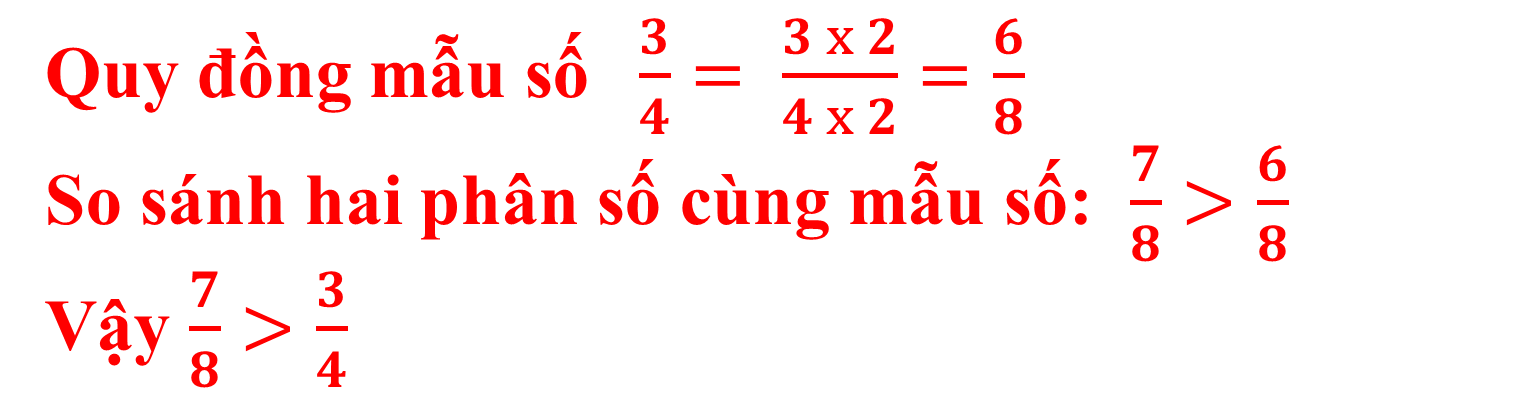 Quy đồng mẫu số 3/4 = 3 x 2/4 x 2 = 6/8
So sánh hai phân số cùng mẫu số: 7/8 > 6/8
Vậy 7/8 > 3/4